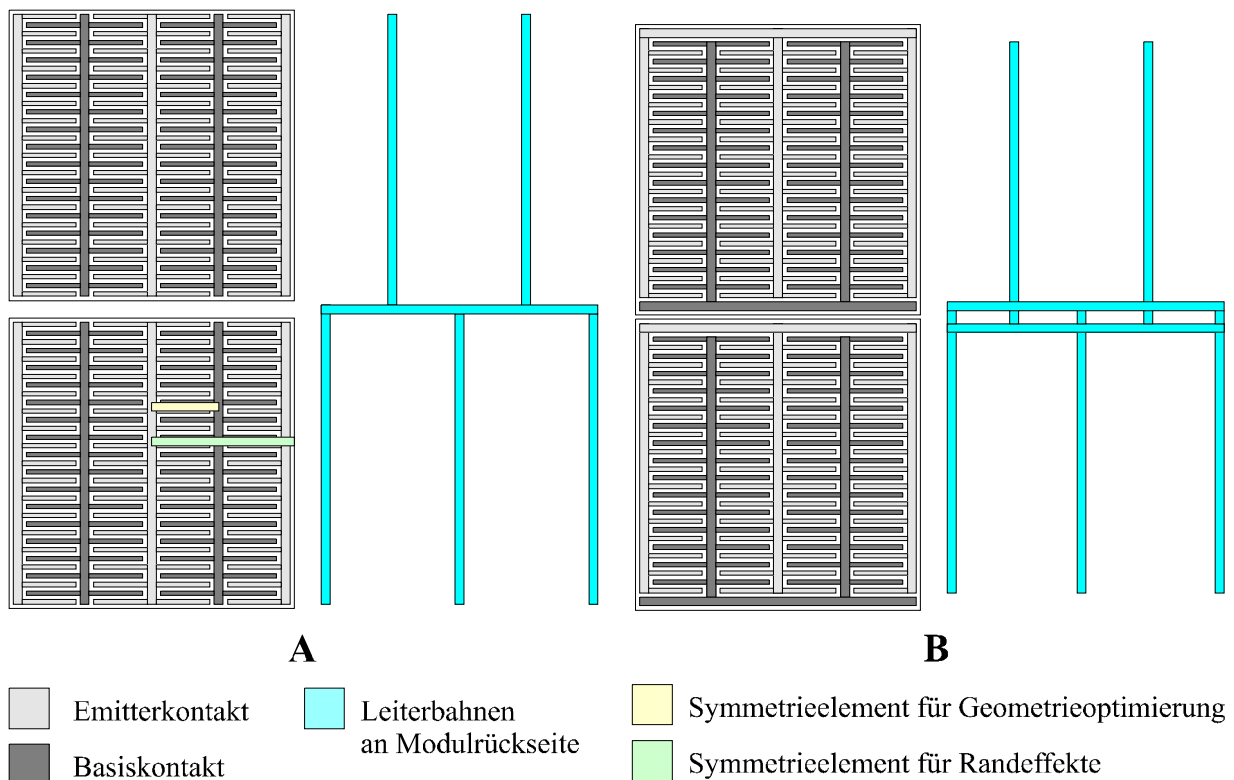 A
B
Emitterkontakt
Basiskontakt
Leiterbahnen
an Modulrückseite
Symmetrieelement für Geometrieoptimierung
Symmetrieelement für Randeffekte